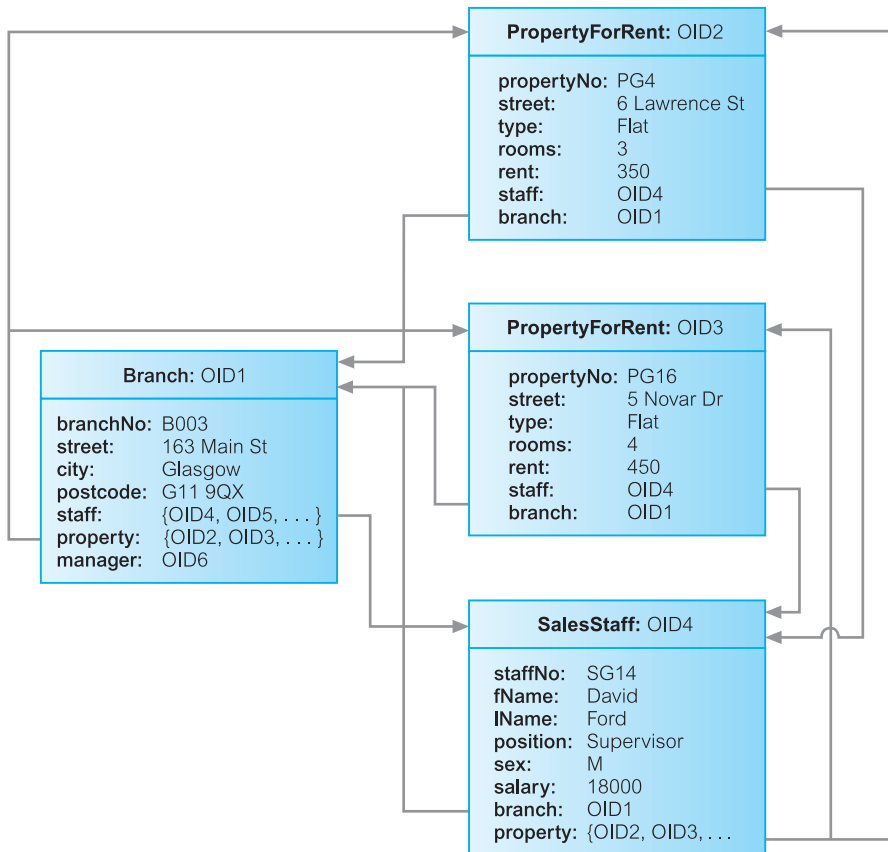 PropertyForRent: OID2
propertyNo: PG4
street: 6 Lawrence St
type: Flat
rooms: 3
rent: 350
staff: OID4
branch: OID1
PropertyForRent: OID3
propertyNo: PG16
street: 5 Novar Dr
type: Flat
rooms: 4
rent: 450
staff: OID4
branch: OID1
Branch: OID1
branchNo: B003
street: 163 Main St
city: Glasgow
postcode: G11 9QX
staff: {OID4, OID5, . . . }
property: {OID2, OID3, . . . }
manager: OID6
SalesStaff: OID4
staffNo: SG14
fName: David
lName: Ford
position: Supervisor
sex: M
salary: 18000
branch: OID1
property: {OID2, OID3, . . .